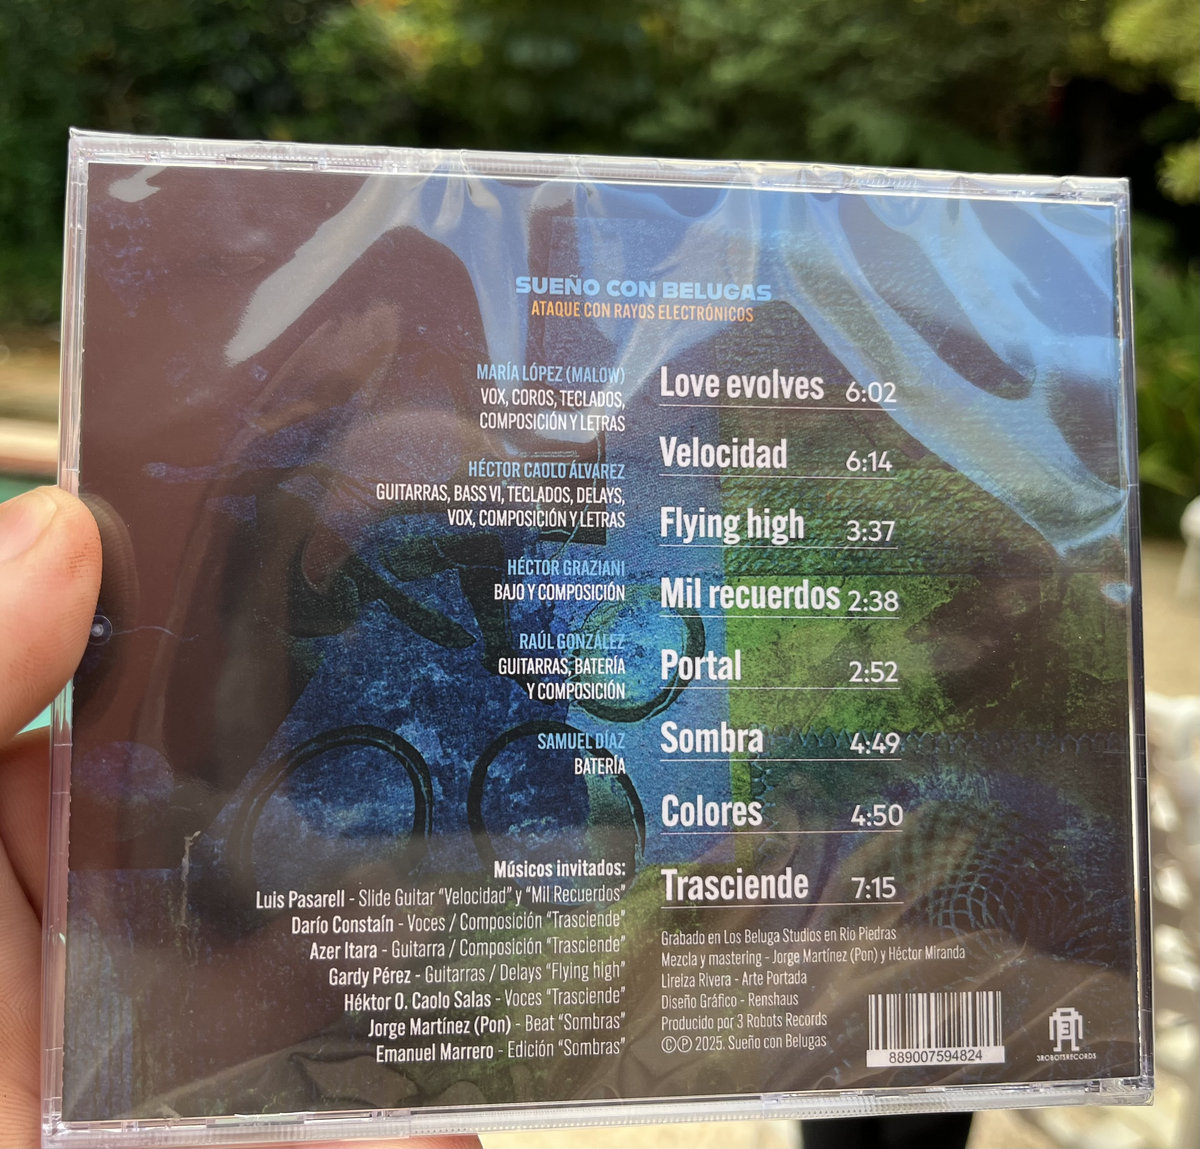 SUEÑO CON BELUGAS
ATAQUE CON RAYOS ELECTRÓNICOS
MARÍA LÓPEZ (MALOW)
VOX, COROS, TECLADOS,
COMPOSICIÓN Y LETRAS
HÉCTOR CAOLO ÁLVAREZ
GUITARRAS, BASS VI, TECLADOS, DELAYS,
VOX, COMPOSICIÓN Y LETRAS
HÉCTOR GRAZIANI
BAJO Y COMPOSICIÓN
RAÚL GONZÁLEZ
GUITARRAS, BATERÍA
Y COMPOSICIÓN
SAMUEL DÍAZ
BATERÍA
Músicos invitados:
Luis Pasarell - Slide Guitar “Velocidad” y “Mil Recuerdos”
Darío Constaín - Voces / Composición “Trasciende”
Azer Itara - Guitarra / Composición “Trasciende”
Gardy Pérez - Guitarras / Delays “Flying high”
Héktor O. Caolo Salas - Voces “Trasciende”
Jorge Martínez (Pon) - Beat “Sombras”
Emanuel Marrero - Edición “Sombras”
Love evolves 6:02
Velocidad 6:14
Flying high 3:37
Mil recuerdos 2:38
Portal 2:52
Sombra 4:49
Colores 4:50
Trasciende 7:15
Grabado en Los Beluga Studios en Rio Piedras
Mezcla y mastering - Jorge Martínez (Pon) y Héctor Miranda
Lireiza Rivera - Arte Portada
Diseño Gráfico - Renshaus
Producido por 3 Robots Records
©℗ 2025. Sueño con Belugas
889007594824
3
3ROBOTSRECORDS